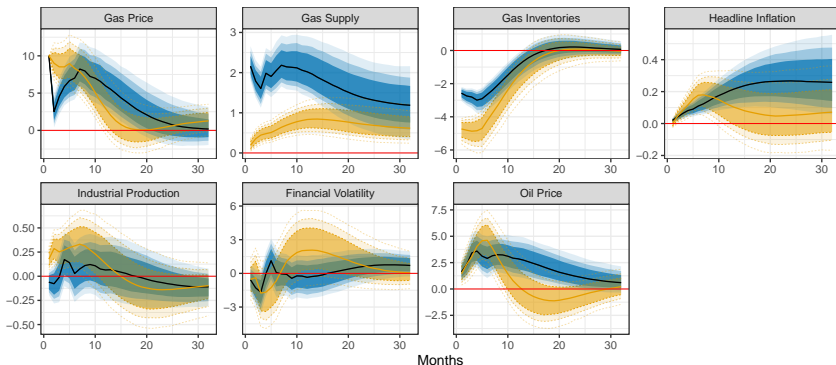 Gas Price
Gas Supply
Gas Inventories
Headline Inflation
10
5
0
0 10 20 30
3
2
1
0
0 10 20 30
0
−2
−4
−6
0 10 20 30
0.4
0.2
0.0
−0.2
0 10 20 30
Industrial Production
Financial Volatility
Oil Price
0.50
0.25
0.00
−0.25
−0.50
0 10 20 30
6
3
0
−3
0 10 20 30
7.5
5.0
2.5
0.0
−2.5
0 10 20 30
Months